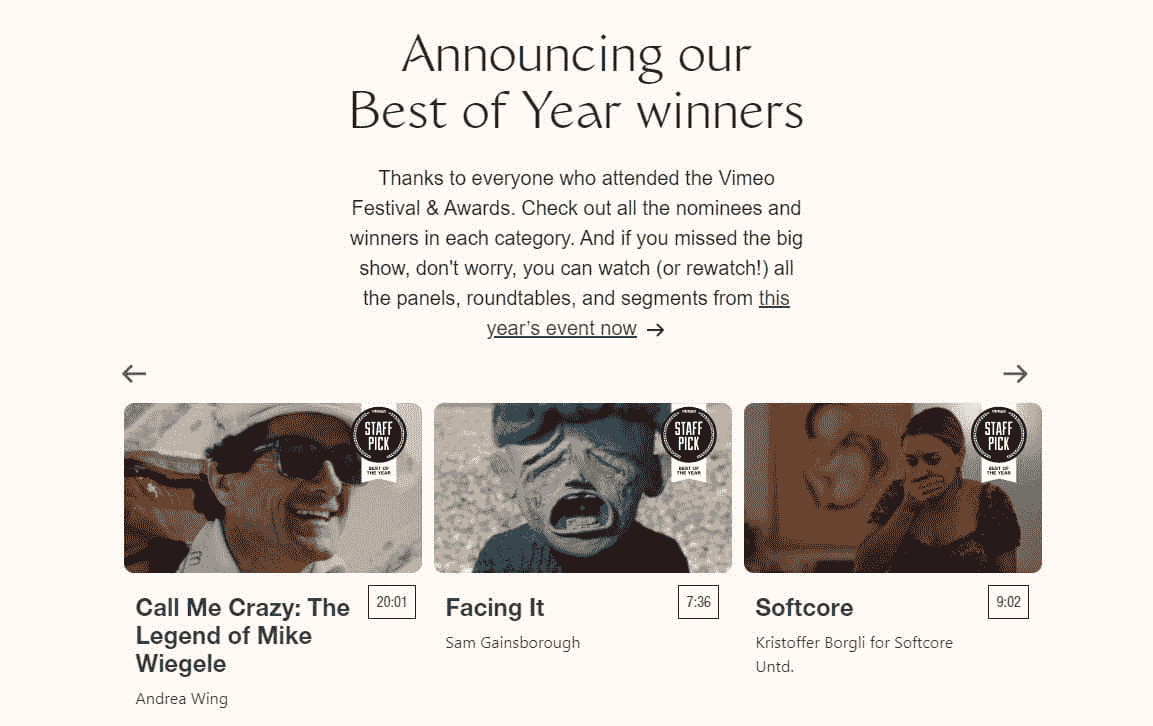 Announcing our
Best of Year winners
Thanks to everyone who attended the Vimeo
Festival & Awards. Check out all the nominees and
winners in each category. And if you missed the big
show, don't worry, you can watch (or rewatch!) all
the panels, roundtables, and segments from this
year's event now →
VIMEO
STAFF
PICK
BEST OF
THE YEAR
VIMEO
STAFF
PICK
BEST OF
THE YEAR
VIMEO
STAFF
PICK
BEST OF
THE YEAR
Call Me Crazy: The
Legend of Mike
Wiegele
20:01
Andrea Wing
Facing It
7:36
Sam Gainsborough
Softcore
9:02
Kristoffer Borgli for Softcore
Untd.